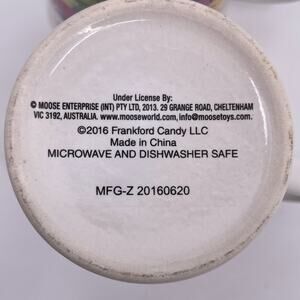 Under License By:
© MOOSE ENTERPRISE (INT) PTY LTD, 2013. 29 GRANGE ROAD, CHELTENHAM
VIC 3192, AUSTRALIA. www.mooseworld.com, info@moosetoys.com
©2016 Frankford Candy LLC
Made in China
MICROWAVE AND DISHWASHER SAFE
MFG-Z 20160620